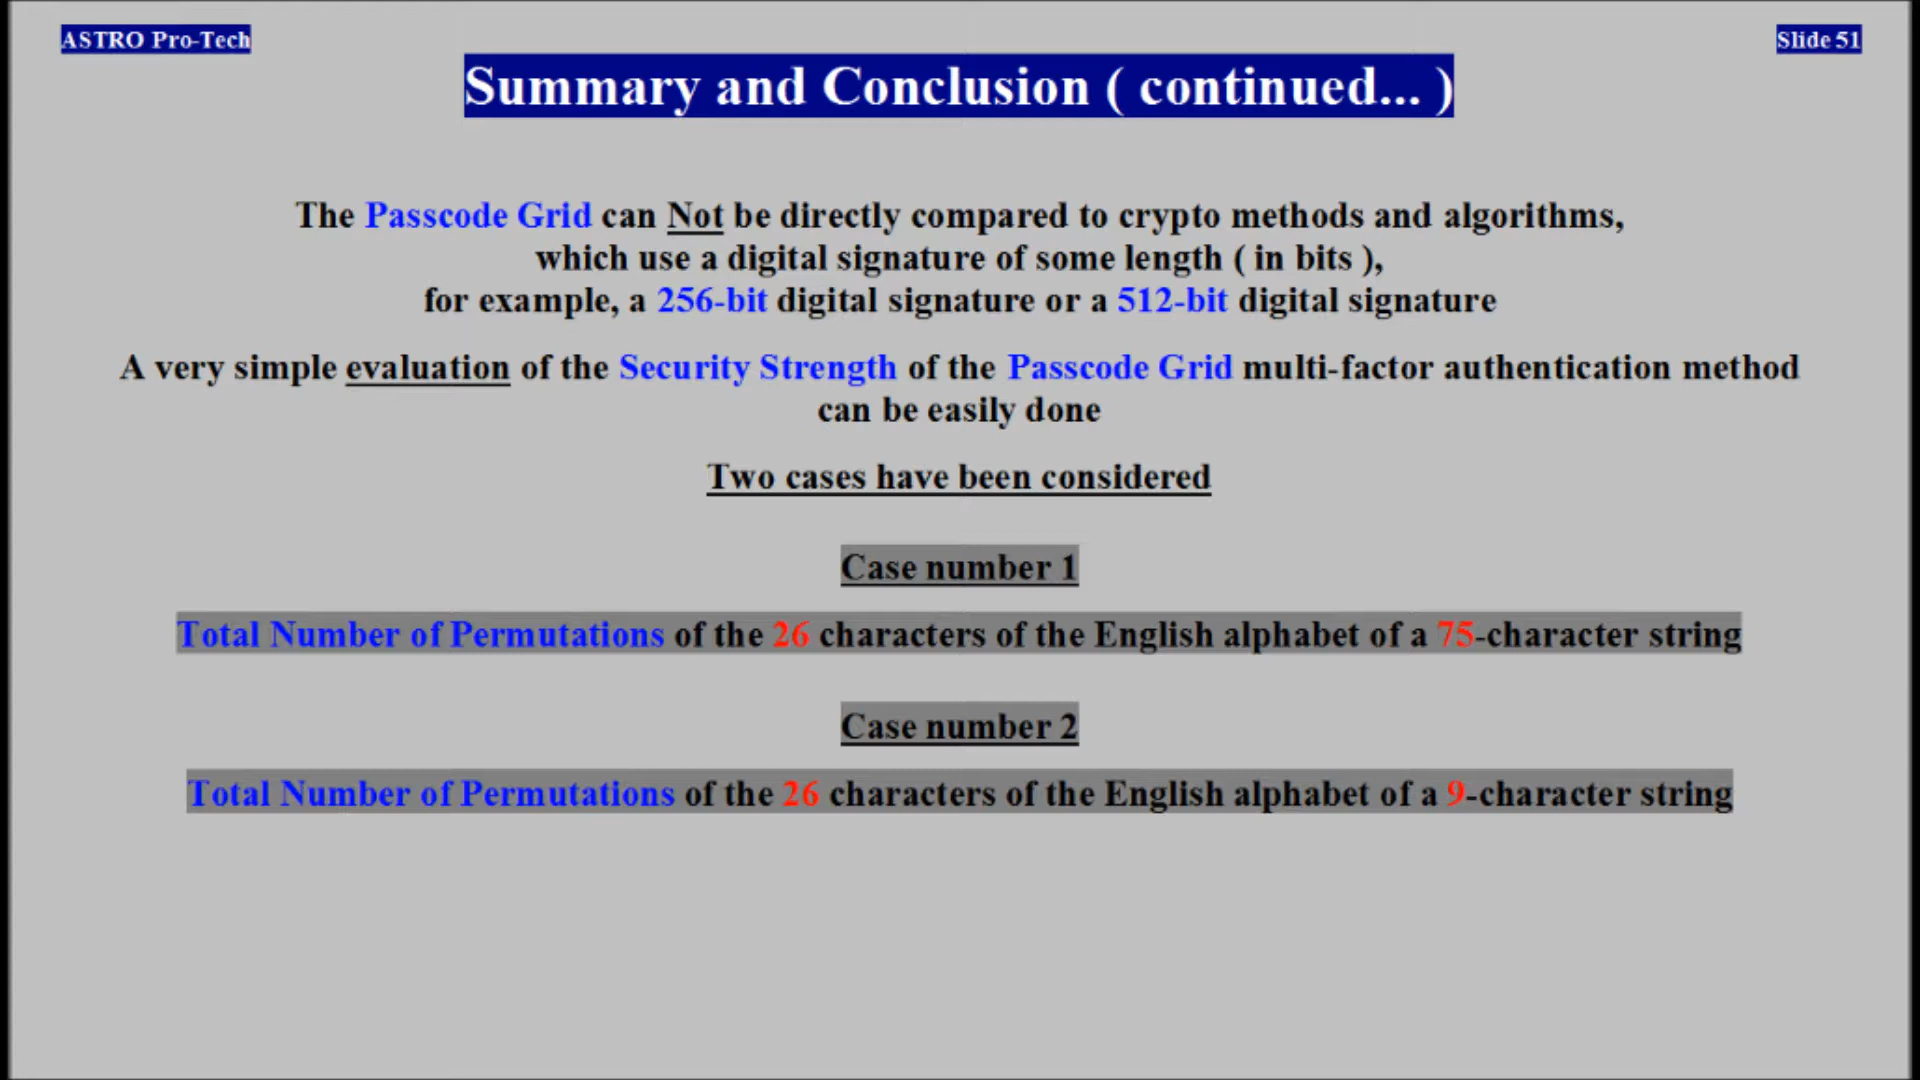 ASTRO Pro-Tech
Slide 51
Summary and Conclusion ( continued... )
The Passcode Grid can Not be directly compared to crypto methods and algorithms,
which use a digital signature of some length ( in bits ),
for example, a 256-bit digital signature or a 512-bit digital signature
A very simple evaluation of the Security Strength of the Passcode Grid multi-factor authentication method
can be easily done
Two cases have been considered
Case number 1
Total Number of Permutations of the 26 characters of the English alphabet of a 75-character string
Case number 2
Total Number of Permutations of the 26 characters of the English alphabet of a 9-character string